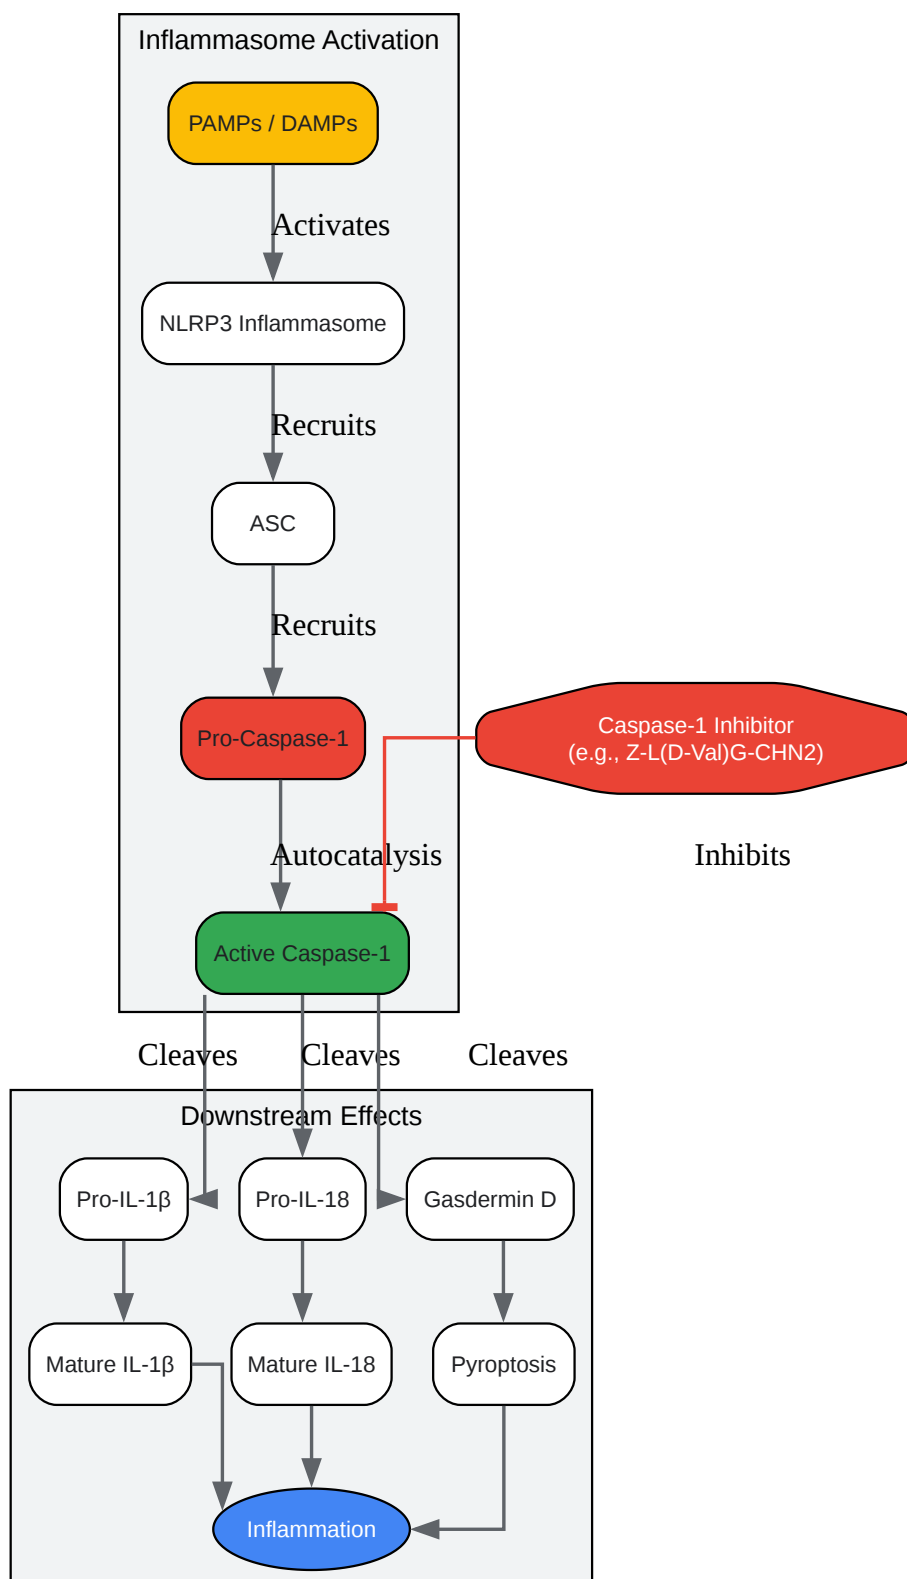 Inflammasome Activation
PAMPs / DAMPs
Activates
NLRP3 Inflammasome
Recruits
ASC
Recruits
Pro-Caspase-1
Caspase-1 Inhibitor
(e.g., Z-L(D-Val)G-CHN2)
Autocatalysis
Inhibits
Active Caspase-1
Cleaves
Cleaves
Cleaves
Downstream Effects
Pro-IL-1β
Pro-IL-18
Gasdermin D
Mature IL-1β
Mature IL-18
Pyroptosis
Inflammation